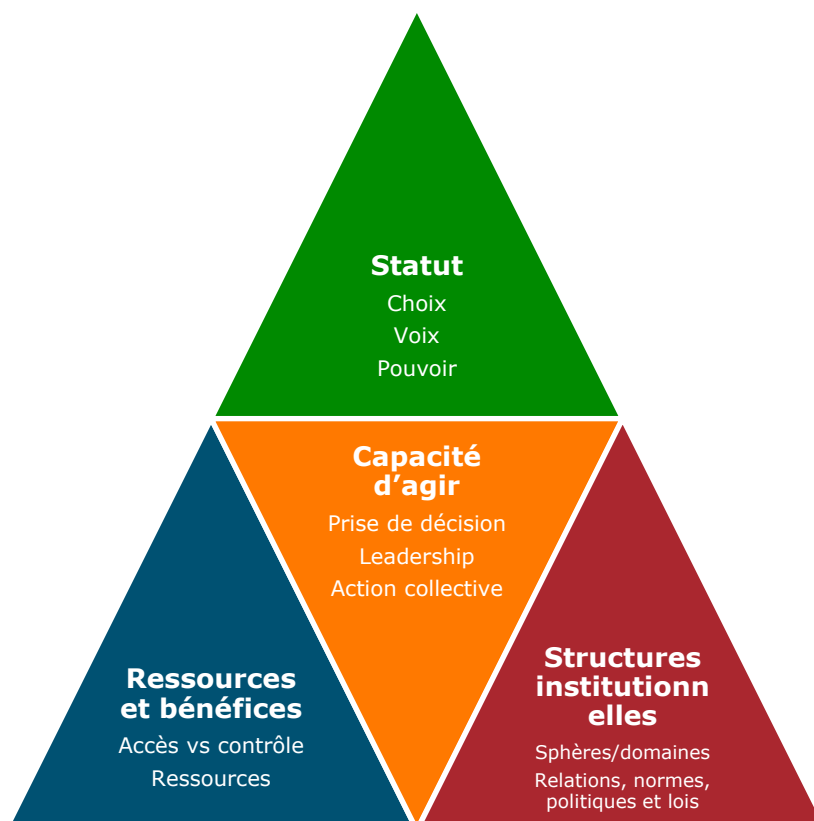 Statut
Choix
Voix
Pouvoir
Capacité
d’agir
Prise de décision
Leadership
Action collective
Ressources
et bénéfices
Accès vs contrôle
Ressources
Structures
institutionn
elles
Sphères/domaines
Relations, normes,
politiques et lois